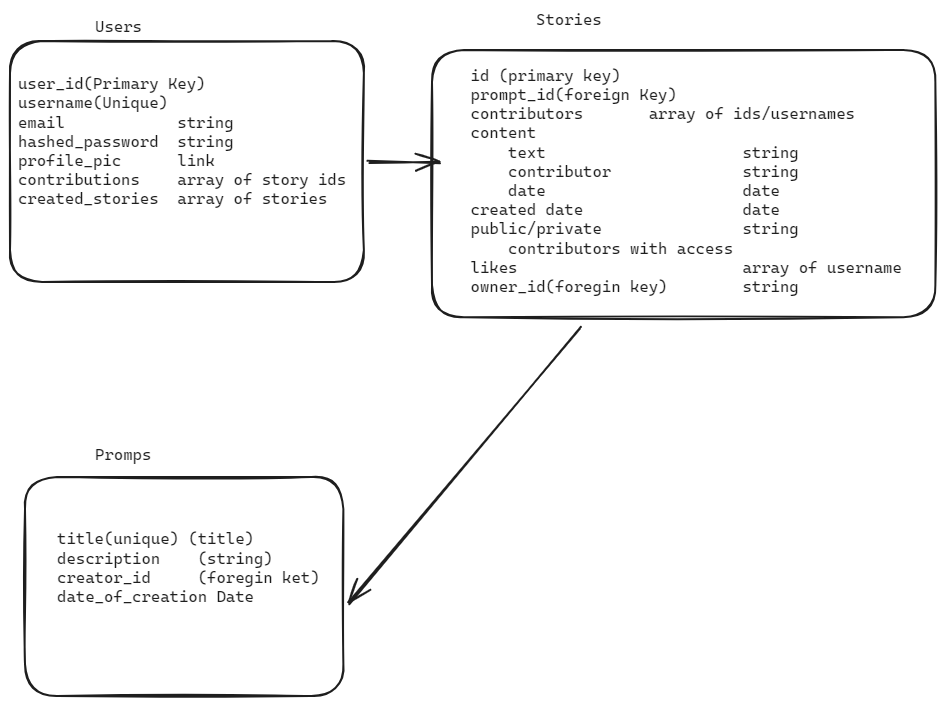 Users
user_id(Primary Key)
username(Unique)
email string
hashed_password string
profile_pic link
contributions array of story ids
created_stories array of stories
Stories
id (primary key)
prompt_id(foreign Key)
contributors array of ids/usernames
content
text string
contributor string
date date
created date date
public/private string
contributors with access
likes array of username
owner_id(foregin key) string
Promps
title(unique) (title)
description (string)
creator_id (foregin ket)
date_of_creation Date